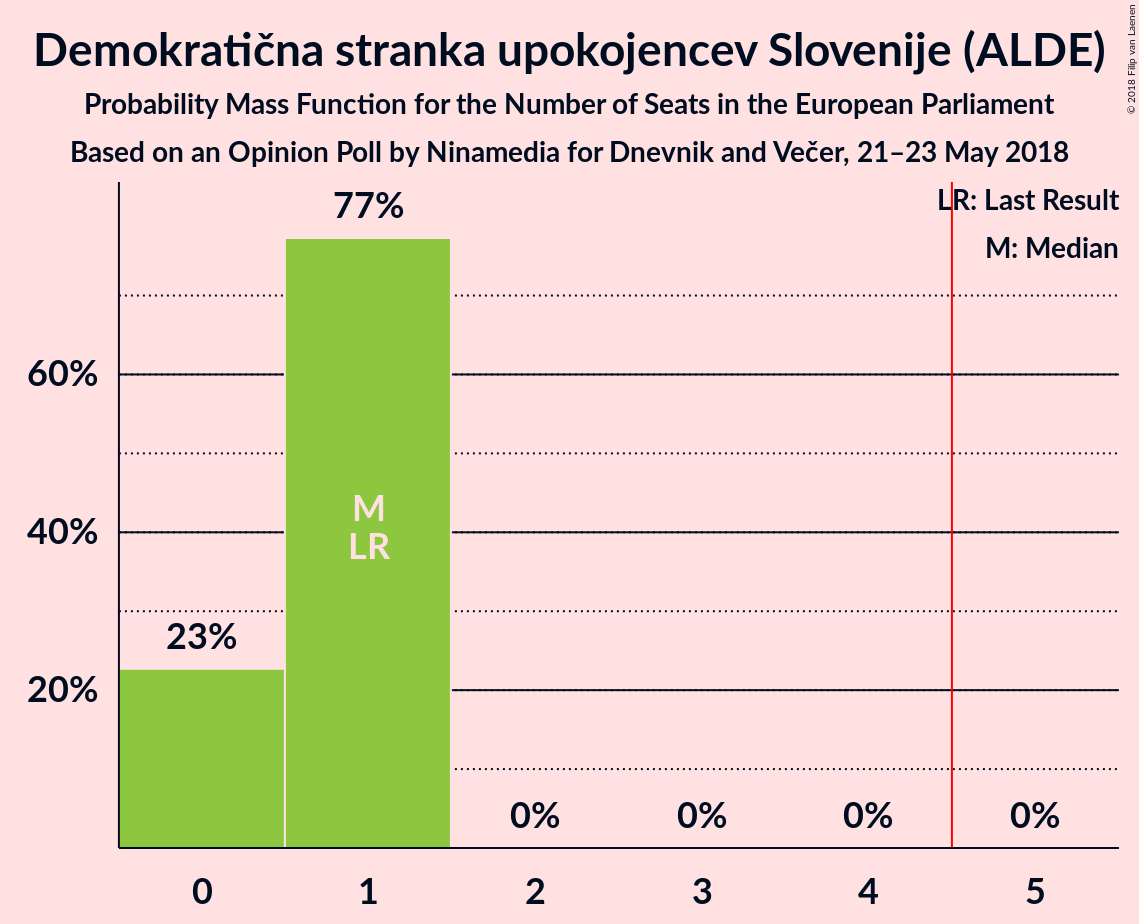 Demokratična stranka upokojencev Slovenije (ALDE)
Probability Mass Function for the Number of Seats in the European Parliament
Based on an Opinion Poll by Ninamedia for Dnevnik and Večer, 21–23 May 2018
© 2018 Filip van Laenen
LR: Last Result
M: Median
77%
60%
M
40%
LR
23%
20%
0% 0% 0% 0%
0 1 2 3 4 5